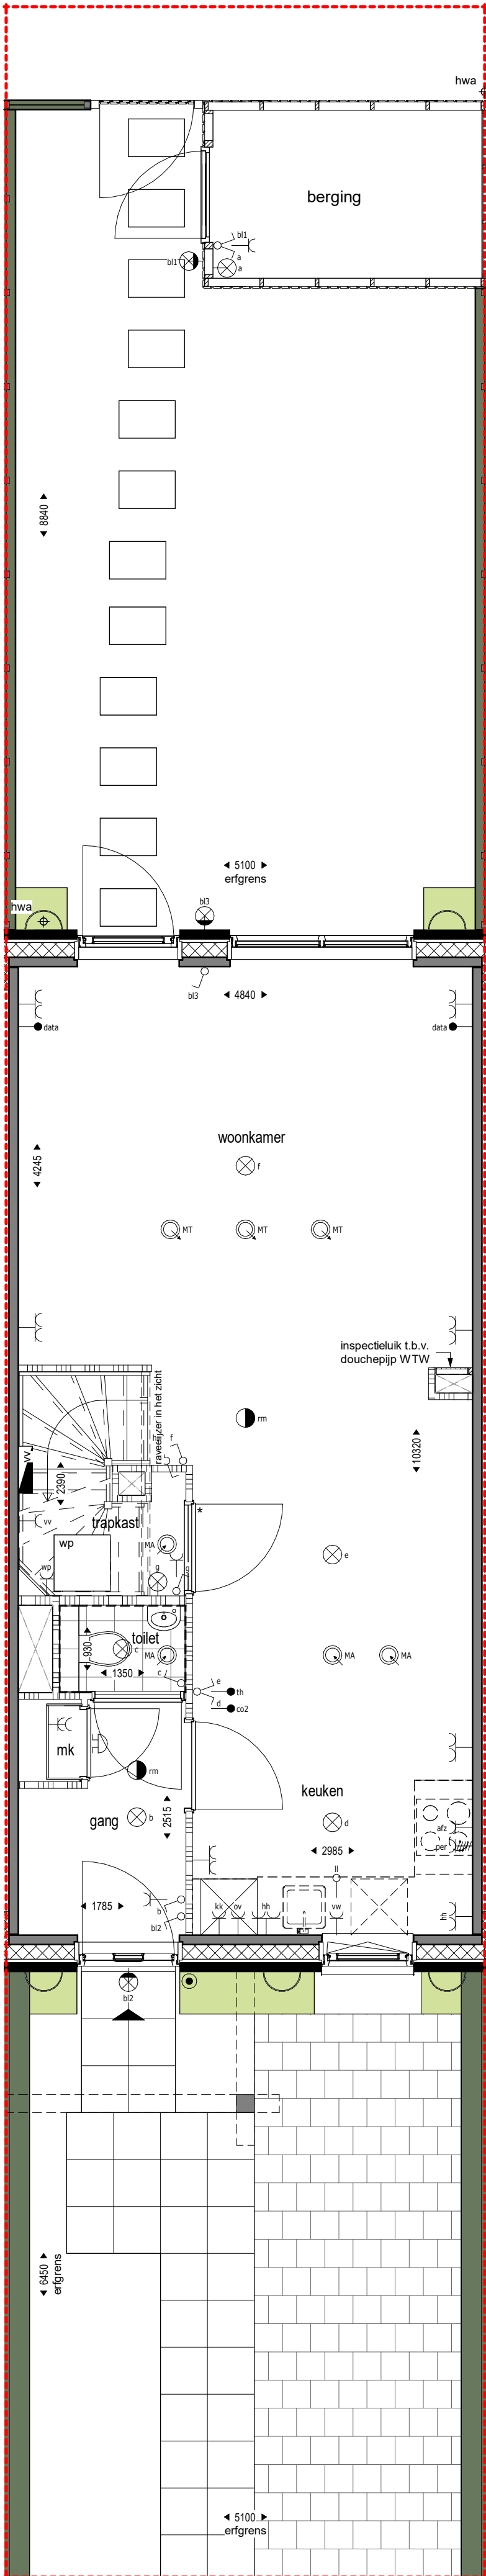 hwa
berging
bl1
a
bl1
a
8840
5100
erfgrens
hwa
bl3
bl3
4840
data
data
woonkamer
f
4245
MT
MT
MT
inspectieluik t.b.v.
douchepijp WTW
raveelijzer in het zicht
f
rm
10320
vv
2390
vv
*
trapkast
wp
MA
wp
g
e
toilet
930
c
MA
1350
c
MA
MA
e
th
d
co2
mk
rm
gang
b
2515
keuken
d
afz
per
2985
ll
1785
b
bl2
kk
ov
hh
vw
hh
bl2
6450
erfgrens
5100
erfgrens